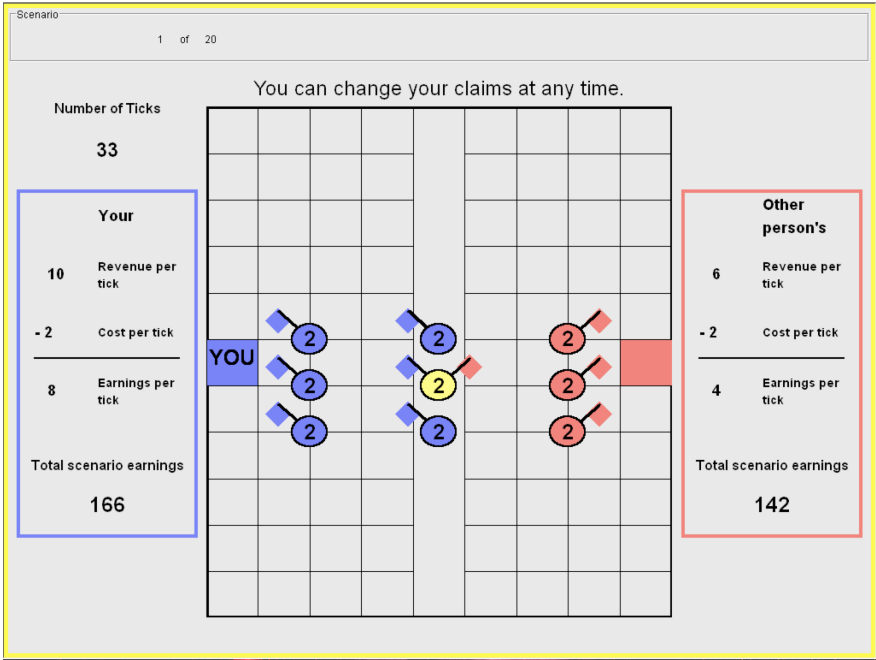 Scenario
1 of 20
You can change your claims at any time.
Number of Ticks
33
Your
10 Revenue per
tick
- 2 Cost per tick
8 Earnings per
tick
Total scenario earnings
166
YOU
2 2 2
2 2 2
2 2 2
Other
person's
6 Revenue per
tick
- 2 Cost per tick
4 Earnings per
tick
Total scenario earnings
142